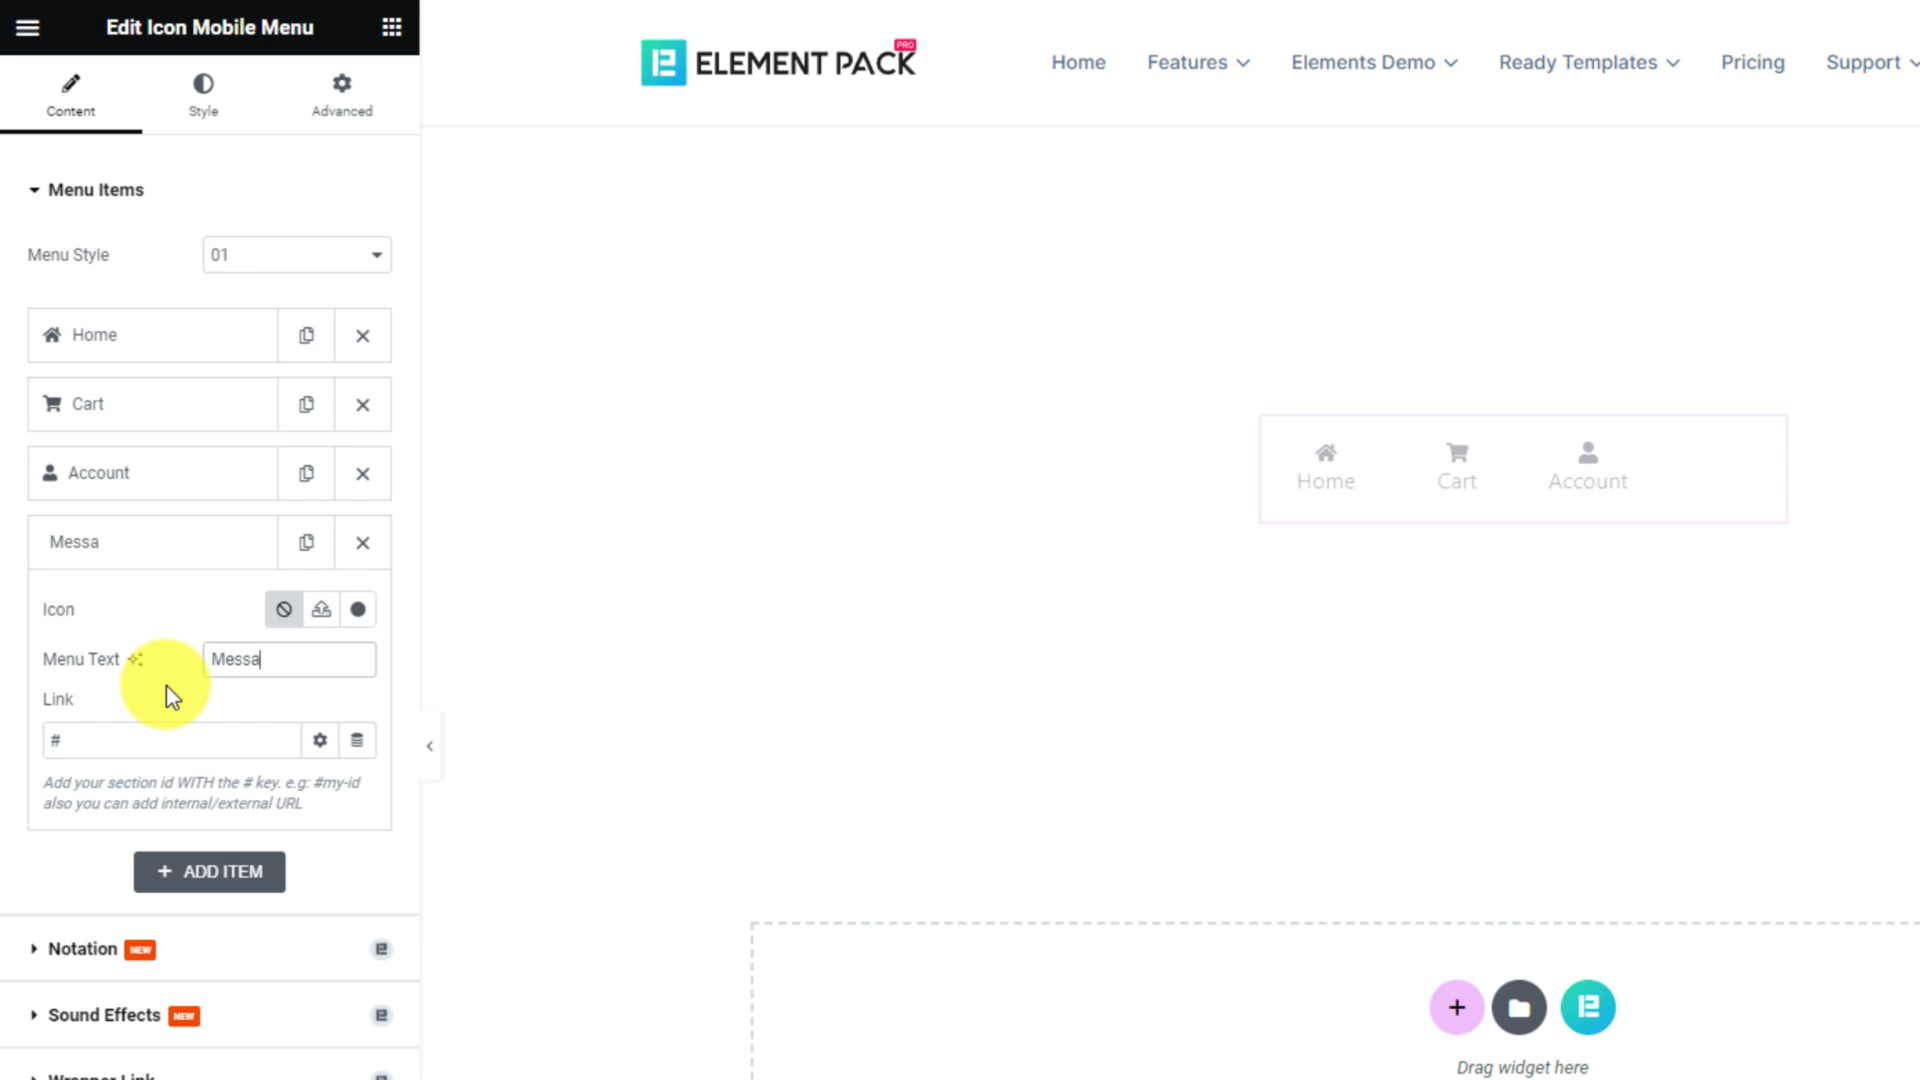 Edit Icon Mobile Menu
Content
Style
Advanced
ELEMENT PACK
PRO
Home
Features
Elements Demo
Ready Templates
Pricing
Support
Menu Items
Menu Style
01
Home
Cart
Account
Messa
Icon
Menu Text
Messa
Link
#
Add your section id WITH the # key. e.g: #my-id
also you can add internal/external URL
+ ADD ITEM
Notation NEW
Sound Effects NEW
Wrapper Link
Home
Cart
Account
Drag widget here